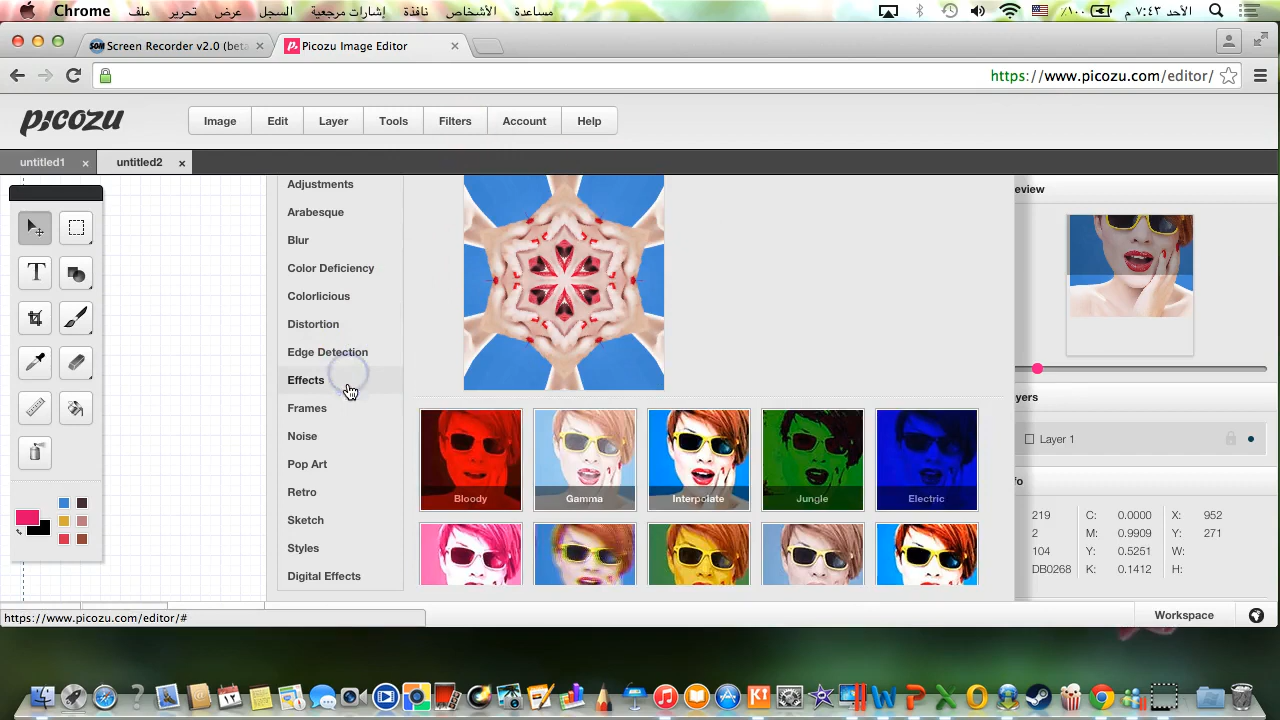 Chrome ملف تحرير عرض السجل إشارات مرجعية الأشخاص نافذة مساعدة الأحد ٧:٤٣ م ١٠٠٪
Screen Recorder v2.0 (beta
Picozu Image Editor
https://www.picozu.com/editor/
picozu
Image Edit Layer Tools Filters Account Help
untitled1 untitled2
Adjustments
Arabesque
Blur
Color Deficiency
Colorlicious
Distortion
Edge Detection
Effects
Frames
Noise
Pop Art
Retro
Sketch
Styles
Digital Effects
Bloody Gamma Interpolate Jungle Electric
eview
yers
Layer 1
fo
219 C: 0.0000 X: 952
2 M: 0.9909 Y: 271
104 Y: 0.5251 W:
DB0268 K: 0.1412 H:
https://www.picozu.com/editor/#
Workspace